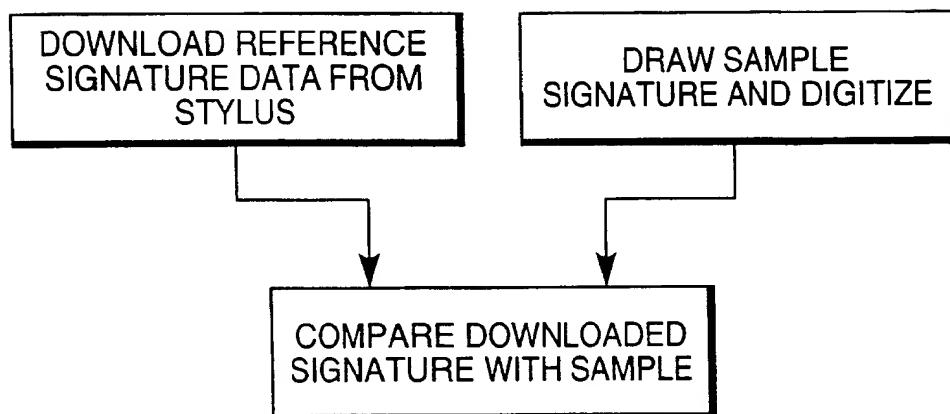 DOWNLOAD REFERENCE
SIGNATURE DATA FROM
STYLUS
DRAW SAMPLE
SIGNATURE AND DIGITIZE
COMPARE DOWNLOADED
SIGNATURE WITH SAMPLE